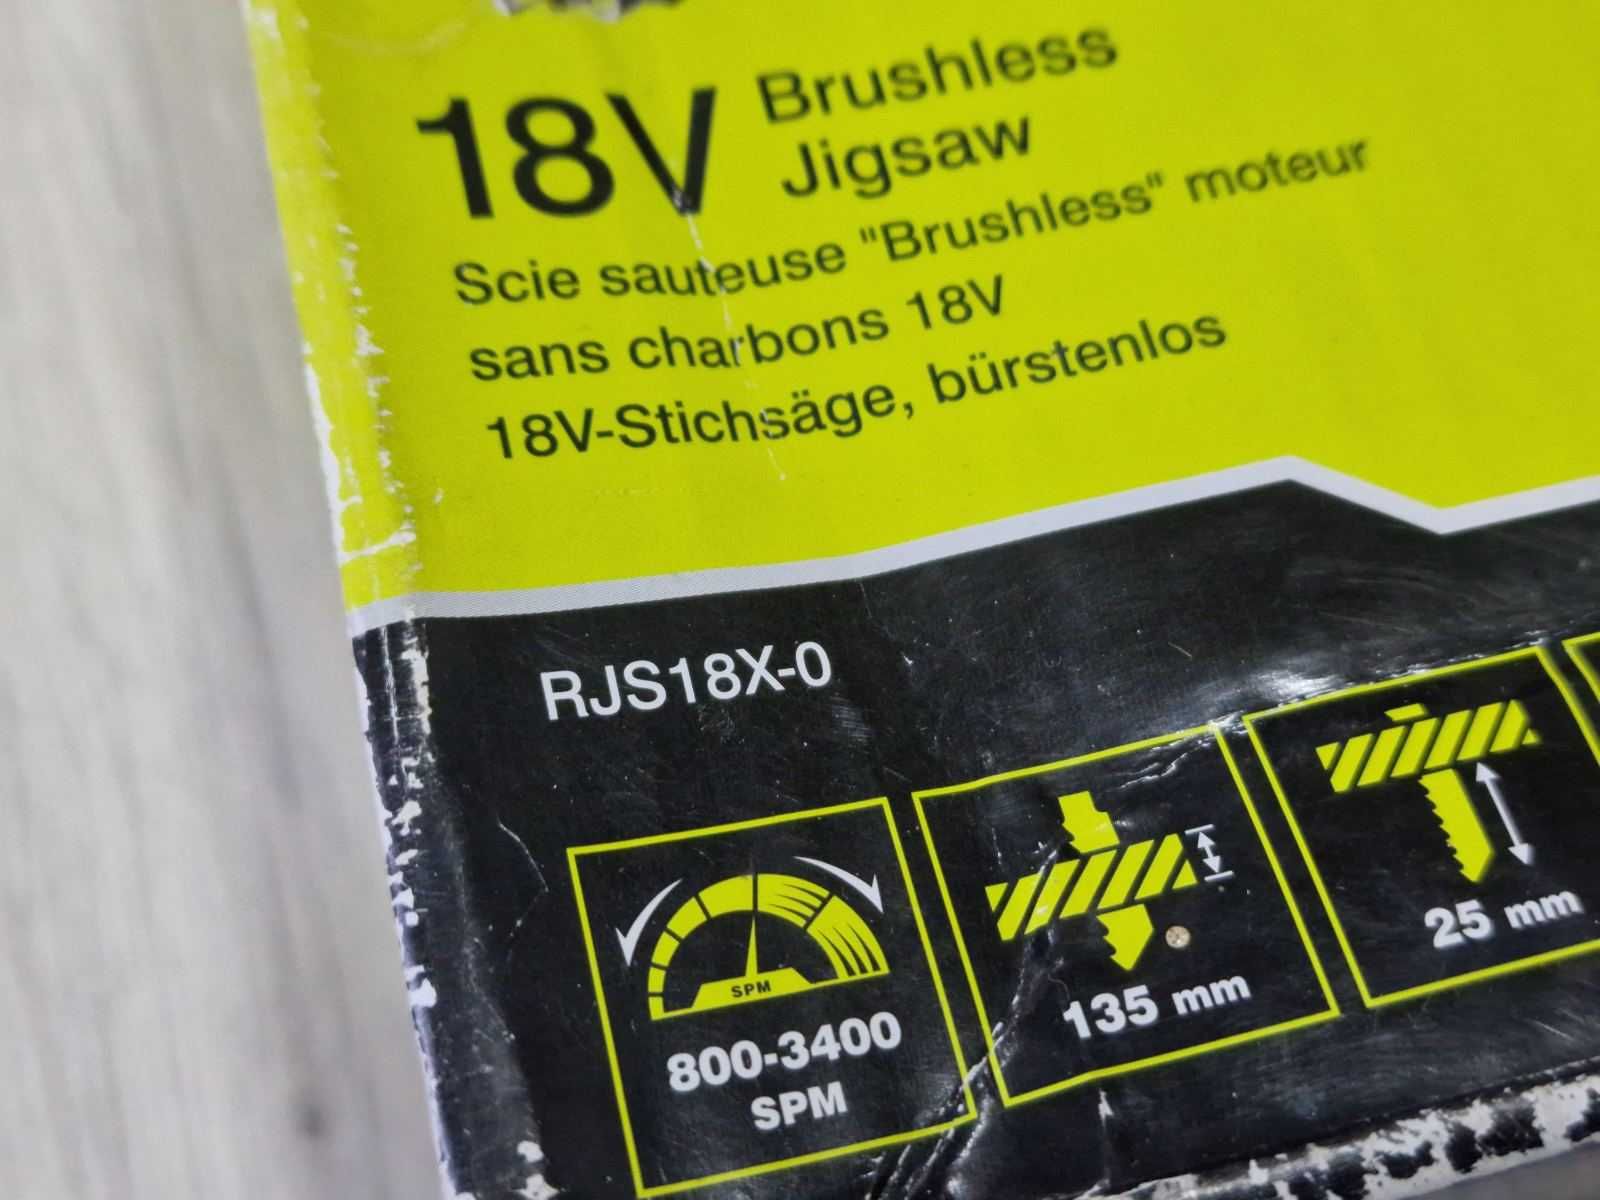 18V Brushless
Jigsaw
Scie sauteuse "Brushless" moteur
sans charbons 18V
18V-Stichsäge, bürstenlos
RJS18X-0
SPM
800-3400
SPM
135 mm
25 mm